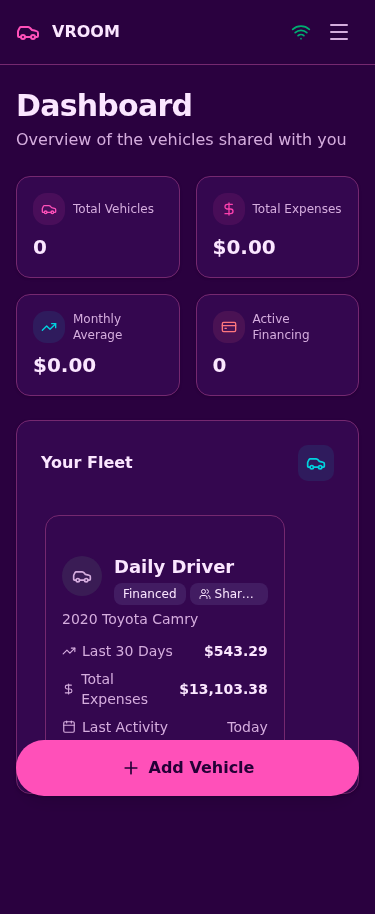 VROOM
Dashboard
Overview of the vehicles shared with you
Total Vehicles
0
Total Expenses
$0.00
Monthly
Average
$0.00
Active
Financing
0
Your Fleet
Daily Driver
Financed
Shar...
2020 Toyota Camry
Last 30 Days $543.29
Total
Expenses $13,103.38
Last Activity Today
Add Vehicle